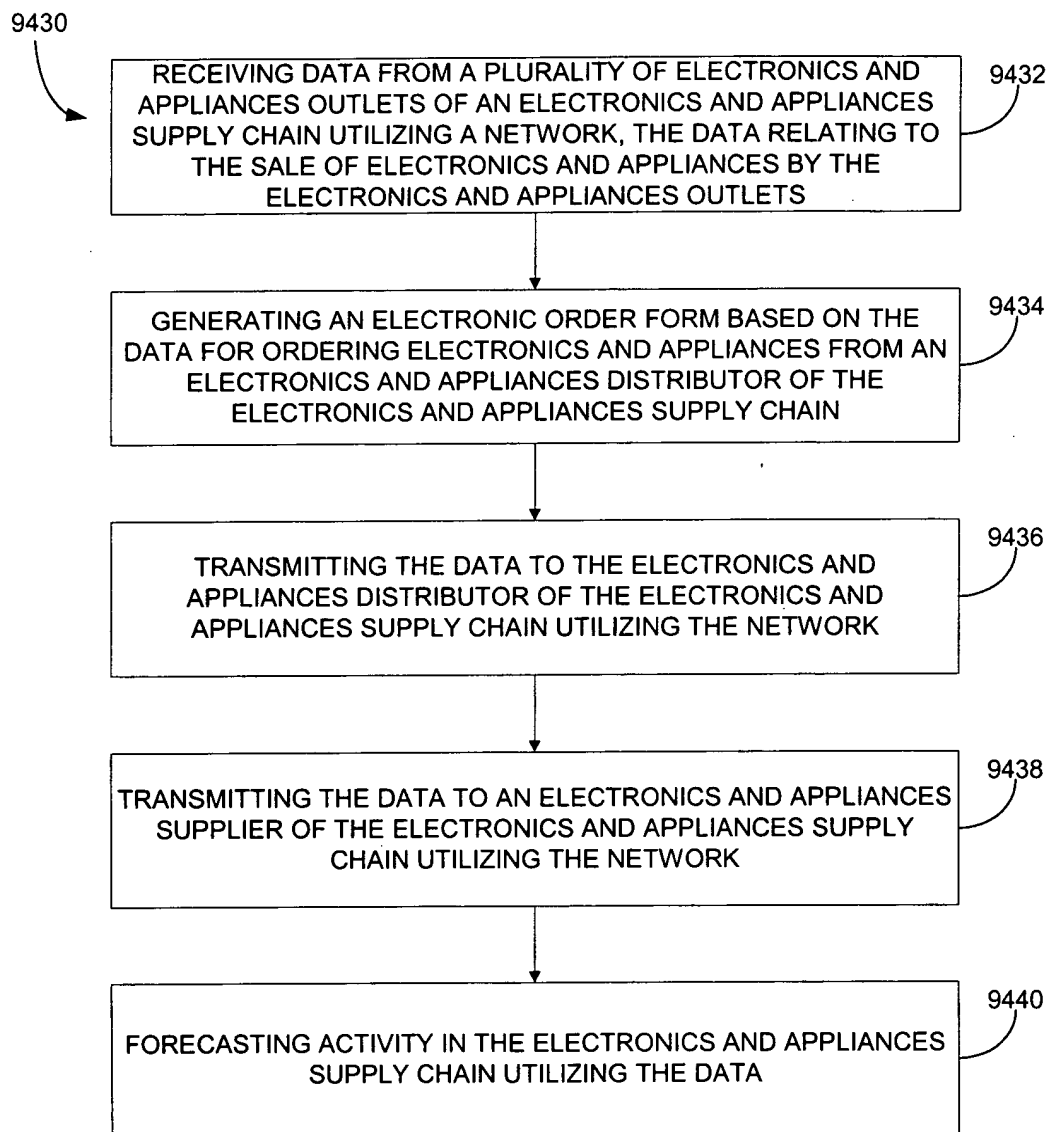 9430
RECEIVING DATA FROM A PLURALITY OF ELECTRONICS AND
APPLIANCES OUTLETS OF AN ELECTRONICS AND APPLIANCES
SUPPLY CHAIN UTILIZING A NETWORK, THE DATA RELATING TO
THE SALE OF ELECTRONICS AND APPLIANCES BY THE
ELECTRONICS AND APPLIANCES OUTLETS
9432
GENERATING AN ELECTRONIC ORDER FORM BASED ON THE
DATA FOR ORDERING ELECTRONICS AND APPLIANCES FROM AN
ELECTRONICS AND APPLIANCES DISTRIBUTOR OF THE
ELECTRONICS AND APPLIANCES SUPPLY CHAIN
9434
TRANSMITTING THE DATA TO THE ELECTRONICS AND
APPLIANCES DISTRIBUTOR OF THE ELECTRONICS AND
APPLIANCES SUPPLY CHAIN UTILIZING THE NETWORK
9436
TRANSMITTING THE DATA TO AN ELECTRONICS AND APPLIANCES
SUPPLIER OF THE ELECTRONICS AND APPLIANCES SUPPLY
CHAIN UTILIZING THE NETWORK
9438
FORECASTING ACTIVITY IN THE ELECTRONICS AND APPLIANCES
SUPPLY CHAIN UTILIZING THE DATA
9440